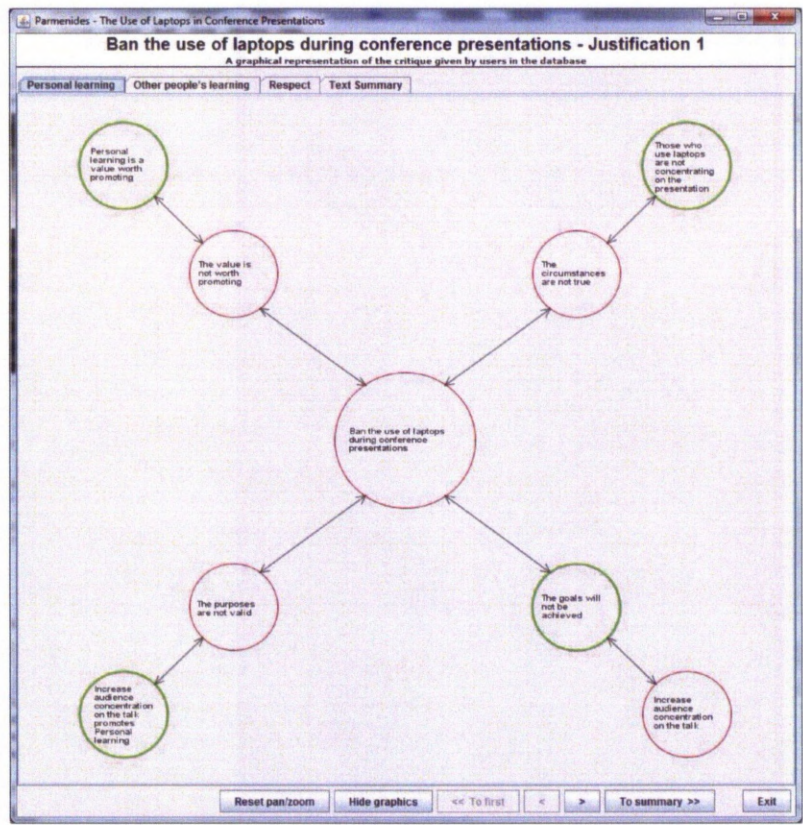 Parmenides - The Use of Laptops in Conference Presentations
Ban the use of laptops during conference presentations - Justification 1
A graphical representation of the critique given by users in the database
Personal learning
Other people's learning
Respect
Text Summary
Personal
learning is a
value worth
promoting
Those who
use laptops
are not
concentrating
on the
presentation
The value is
not worth
promoting
The
circumstances
are not true
Ban the use of laptops
during conference
presentations
The purposes
are not valid
The goals will
not be
achieved
Increase
audience
concentration
on the talk
promotes
Personal
learning
Increase
audience
concentration
on the talk
Reset pan/zoom
Hide graphics
<< To first
<
>
To summary >>
Exit